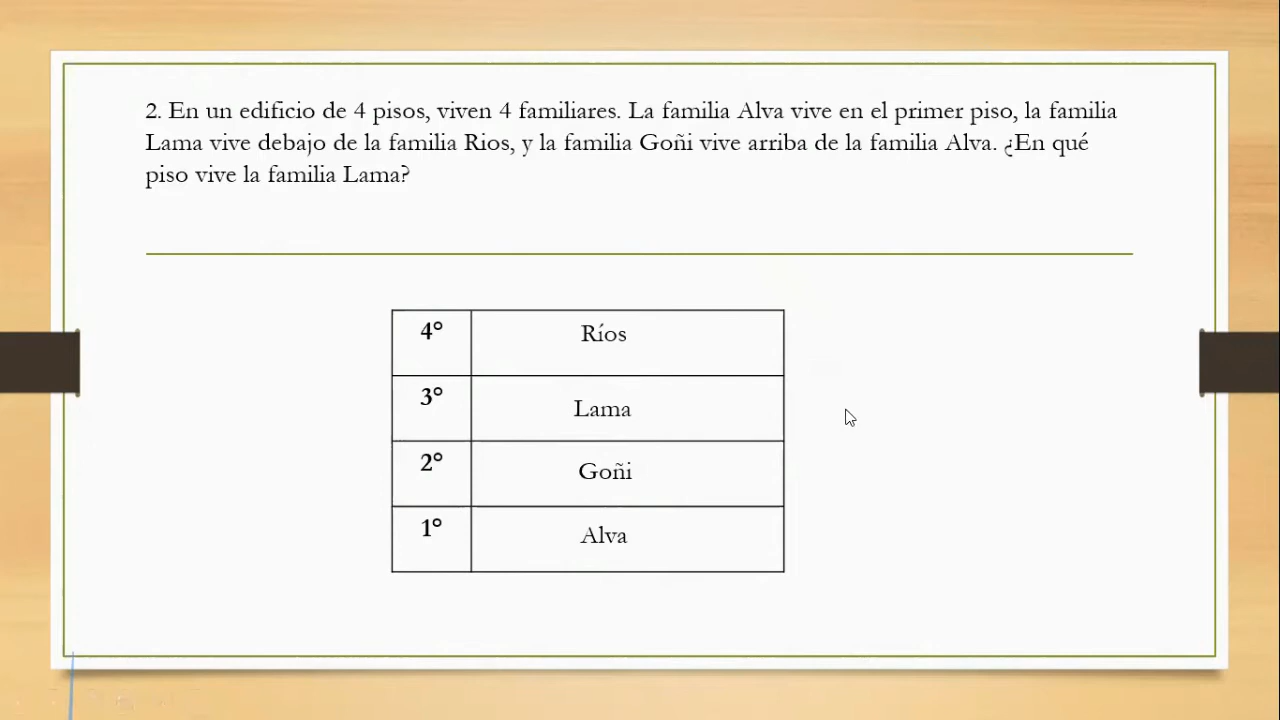 2. En un edificio de 4 pisos, viven 4 familiares. La familia Alva vive en el primer piso, la familia
Lama vive debajo de la familia Rios, y la familia Goñi vive arriba de la familia Alva. ¿En qué
piso vive la familia Lama?
4° Ríos
3° Lama
2° Goñi
1° Alva